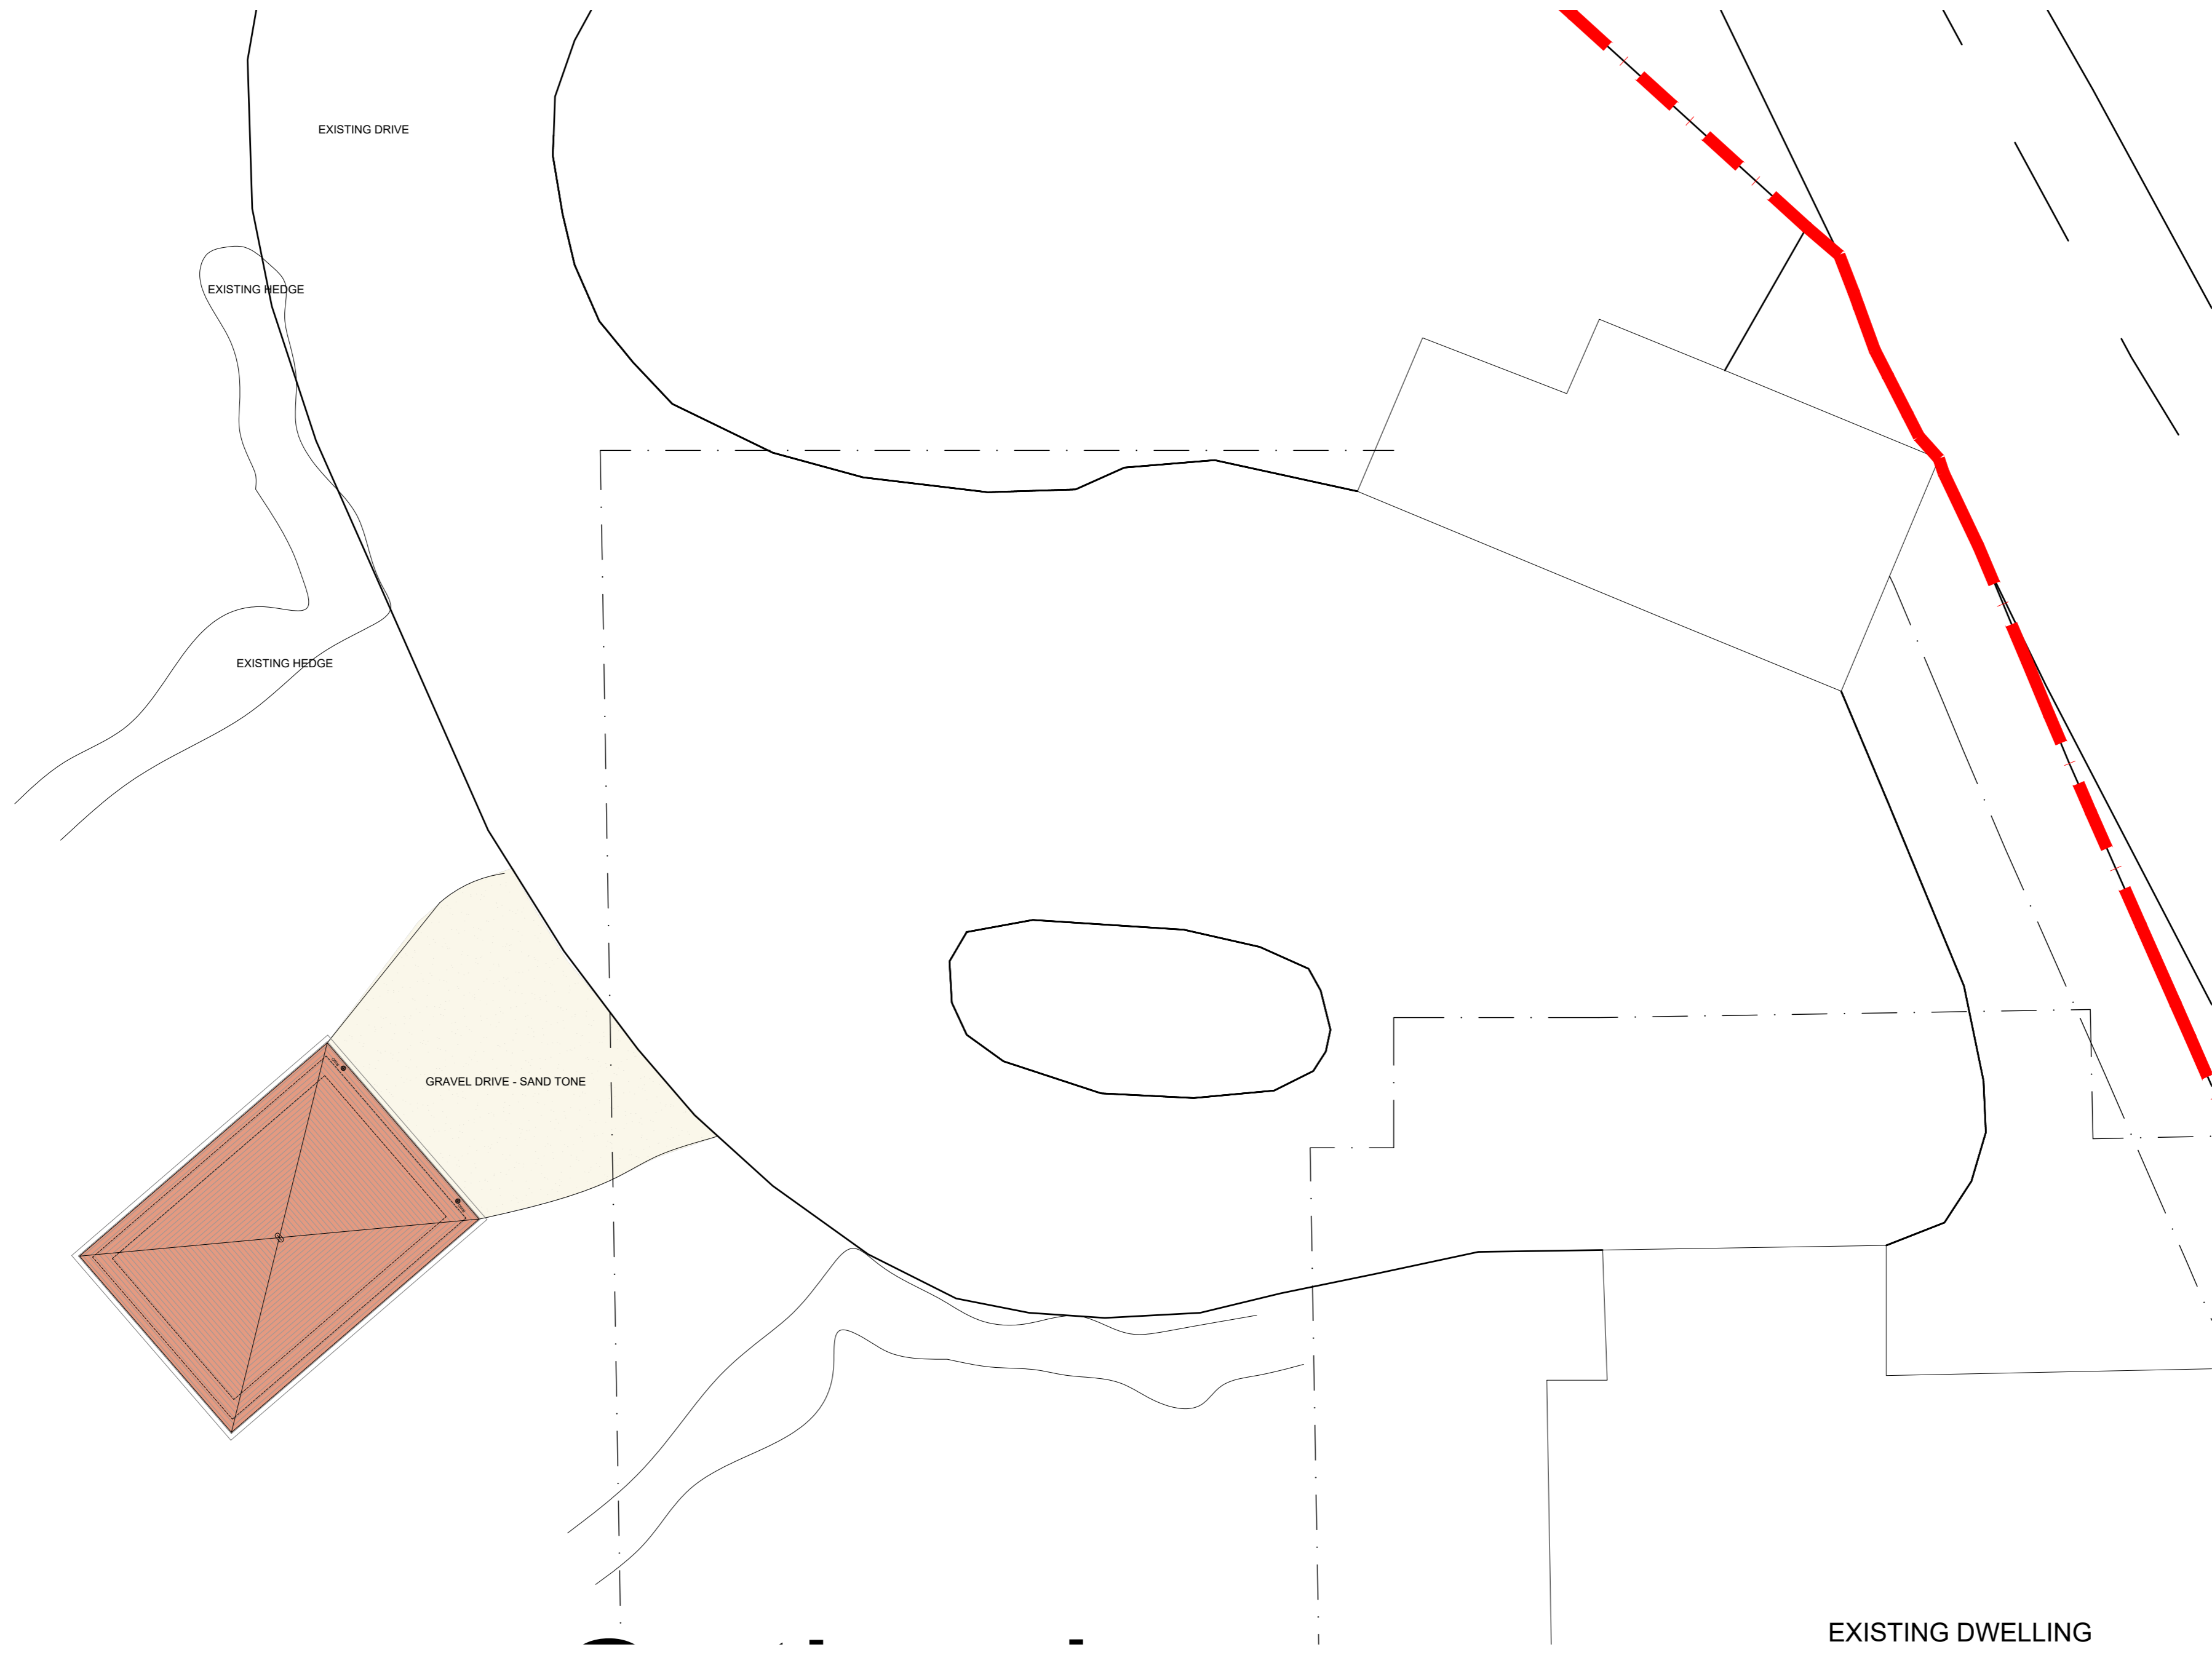 EXISTING DRIVE
EXISTING HEDGE
EXISTING HEDGE
GRAVEL DRIVE - SAND TONE
EXISTING DWELLING